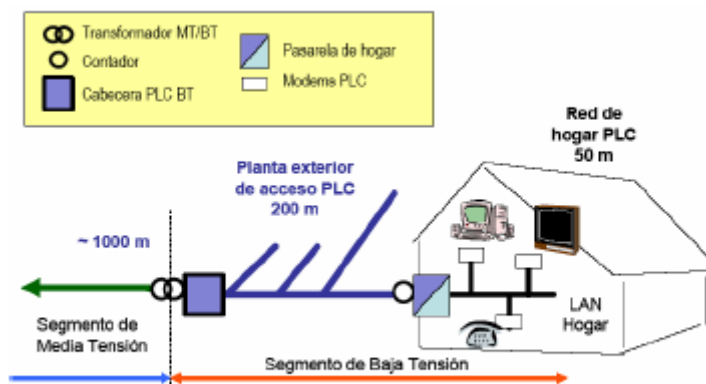 Transformador MT/BT
Contador
Cabecera PLC BT
Pasarela de hogar
Modems PLC
Red de
hogar PLC
50 m
Planta exterior
de acceso PLC
200 m
~ 1000 m
LAN
Hogar
Segmento de
Media Tensión
Segmento de Baja Tensión